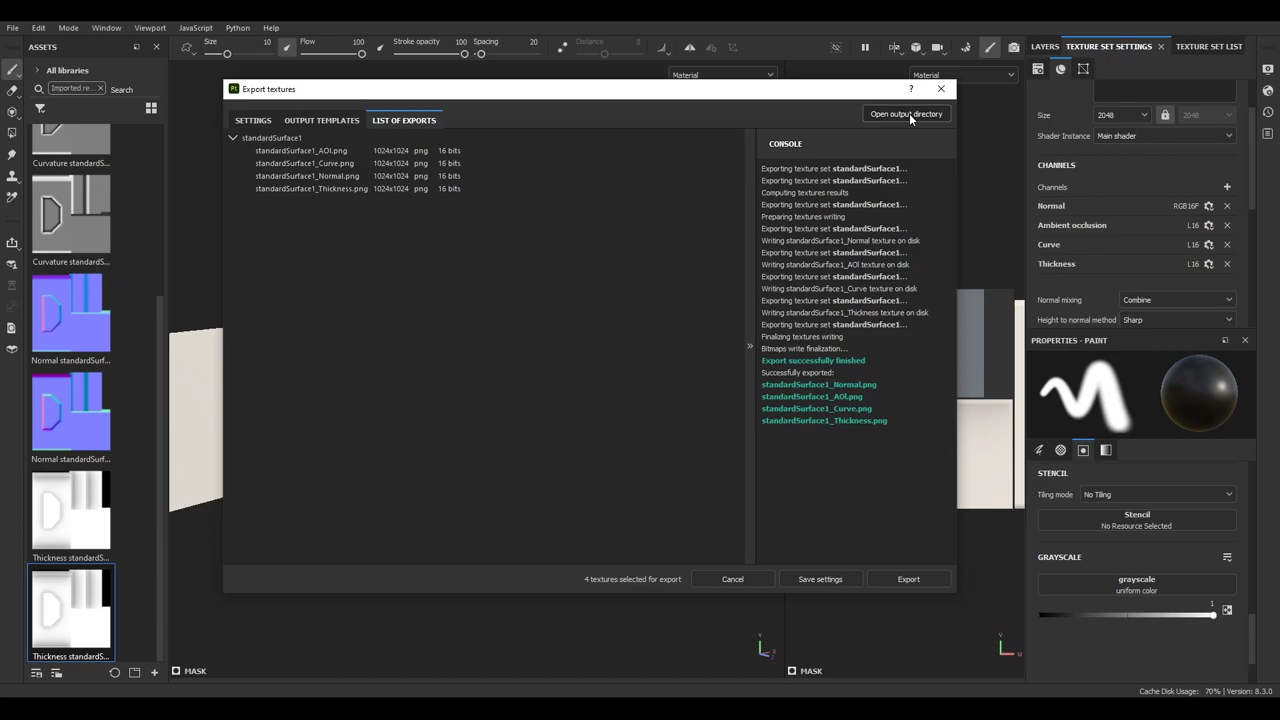 File Edit Mode Window Viewport JavaScript Python Help
ASSETS
All libraries
Imported re... Search
Curvature standard...
Curvature standard...
Normal standardSurf...
Normal standardSurf...
Thickness standardS...
Thickness standardS...
Size 10 Flow 100 Stroke opacity 100 Spacing 20 Distance 8
Material
Material
Export textures
SETTINGS OUTPUT TEMPLATES LIST OF EXPORTS
Open output directory
standardSurface1
standardSurface1_AOl.png 1024x1024 png 16 bits
standardSurface1_Curve.png 1024x1024 png 16 bits
standardSurface1_Normal.png 1024x1024 png 16 bits
standardSurface1_Thickness.png 1024x1024 png 16 bits
CONSOLE
Exporting texture set standardSurface1...
Exporting texture set standardSurface1...
Computing textures results
Exporting texture set standardSurface1...
Preparing textures writing
Exporting texture set standardSurface1...
Writing standardSurface1_Normal texture on disk
Exporting texture set standardSurface1...
Writing standardSurface1_AOl texture on disk
Exporting texture set standardSurface1...
Writing standardSurface1_Curve texture on disk
Exporting texture set standardSurface1...
Writing standardSurface1_Thickness texture on disk
Exporting texture set standardSurface1...
Finalizing textures writing
Bitmaps write finalization...
Export successfully finished
Successfully exported:
standardSurface1_Normal.png
standardSurface1_AOl.png
standardSurface1_Curve.png
standardSurface1_Thickness.png
4 textures selected for export Cancel Save settings Export
Y
X
Z
V
U
MASK
MASK
LAYERS TEXTURE SET SETTINGS TEXTURE SET LIST
Size 2048 2048
Shader Instance Main shader
CHANNELS
Channels
Normal RGB16F
Ambient occlusion L16
Curve L16
Thickness L16
Normal mixing Combine
Height to normal method Sharp
PROPERTIES - PAINT
STENCIL
Tiling mode No Tiling
Stencil
No Resource Selected
GRAYSCALE
grayscale
uniform color
1
Cache Disk Usage: 70% | Version: 8.3.0